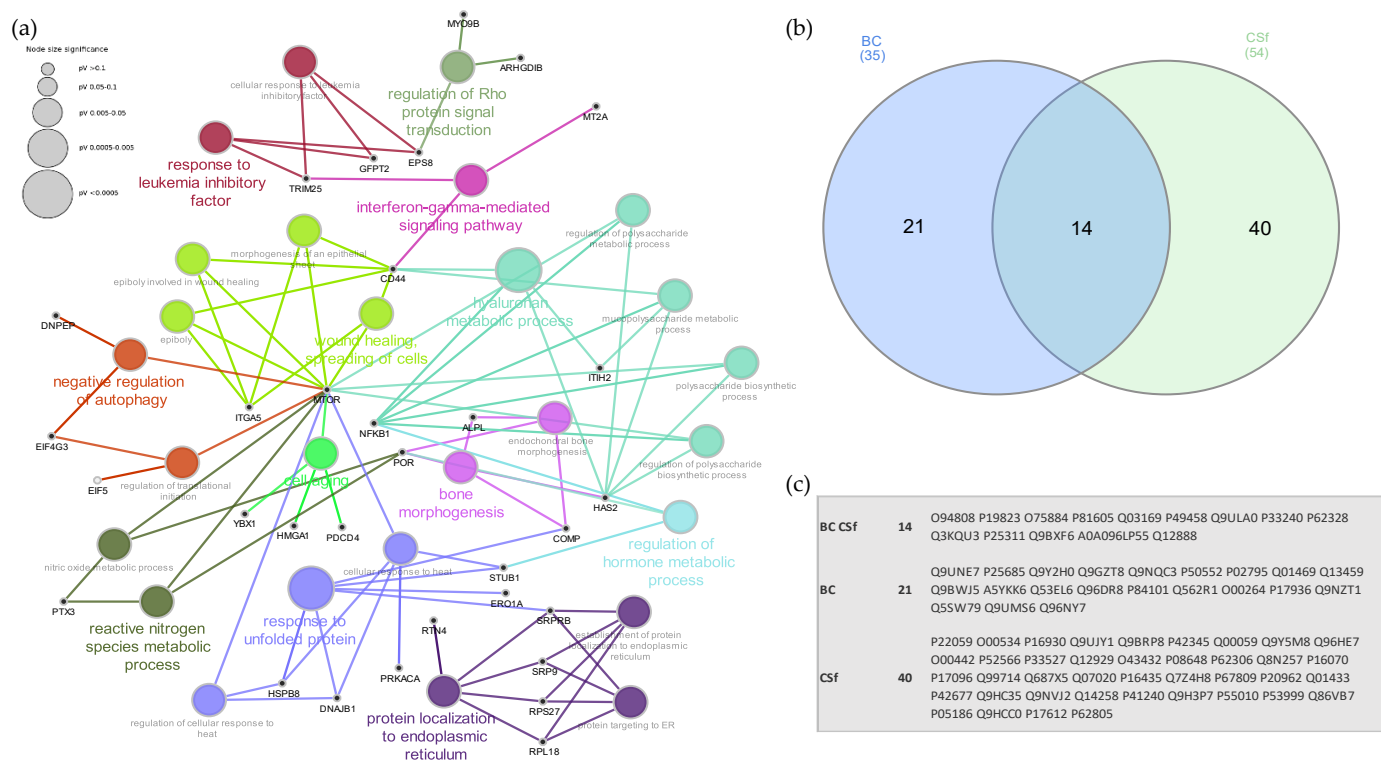 (a)
Node size significance
pV >0.1
pV 0.05-0.1
pV 0.005-0.05
pV 0.0005-0.005
pV <0.0005
MYO9B
ARHGDIB
cellular response to leukemia
inhibitory factor
regulation of Rho
protein signal
transduction
MT2A
EPS8
GFPT2
TRIM25
response to
leukemia inhibitory
factor
interferon-gamma-mediated
signaling pathway
regulation of polysaccharide
metabolic process
morphogenesis of an epithelial
sheet
CD44
epiboly involved in wound healing
hyaluronan
metabolic process
mucopolysaccharide metabolic
process
DNPEP
epiboly
wound healing,
spreading of cells
negative regulation
of autophagy
ITIH2
polysaccharide biosynthetic
process
MTOR
ITGA5
NFKB1
ALPL
EIF4G3
endochondral bone
morphogenesis
POR
regulation of polysaccharide
biosynthetic process
cell aging
EIF5
regulation of translational
initiation
bone
morphogenesis
HAS2
YBX1
HMGA1
PDCD4
COMP
regulation of
hormone metabolic
process
nitric oxide metabolic process
cellular response to heat
STUB1
PTX3
ERO1A
reactive nitrogen
species metabolic
process
response to
unfolded protein
RTN4
SRPRB
establishment of protein
localization to endoplasmic
reticulum
SRP9
PRKACA
HSPB8
DNAJB1
RPS27
regulation of cellular response to
heat
protein localization
to endoplasmic
reticulum
protein targeting to ER
RPL18
(b)
BC
(35)
CSf
(54)
21
14
40
(c)
BC CSf 14 O94808 P19823 O75884 P81605 Q03169 P49458 Q9ULA0 P33240 P62328
Q3KQU3 P25311 Q9BXF6 A0A096LP55 Q12888
BC 21 Q9UNE7 P25685 Q9Y2H0 Q9GZT8 Q9NQC3 P50552 P02795 Q01469 Q13459
Q9BWJ5 A5YKK6 Q53EL6 Q96DR8 P84101 Q562R1 O00264 P17936 Q9NZT1
Q5SW79 Q9UMS6 Q96NY7
CSf 40 P22059 O00534 P16930 Q9UJY1 Q9BRP8 P42345 Q00059 Q9Y5M8 Q96HE7
O00442 P52566 P33527 Q12929 O43432 P08648 P62306 Q8N257 P16070
P17096 Q99714 Q687X5 Q07020 P16435 Q7Z4H8 P67809 P20962 Q01433
P42677 Q9HC35 Q9NVJ2 Q14258 P41240 Q9H3P7 P55010 P53999 Q86VB7
P05186 Q9HCC0 P17612 P62805